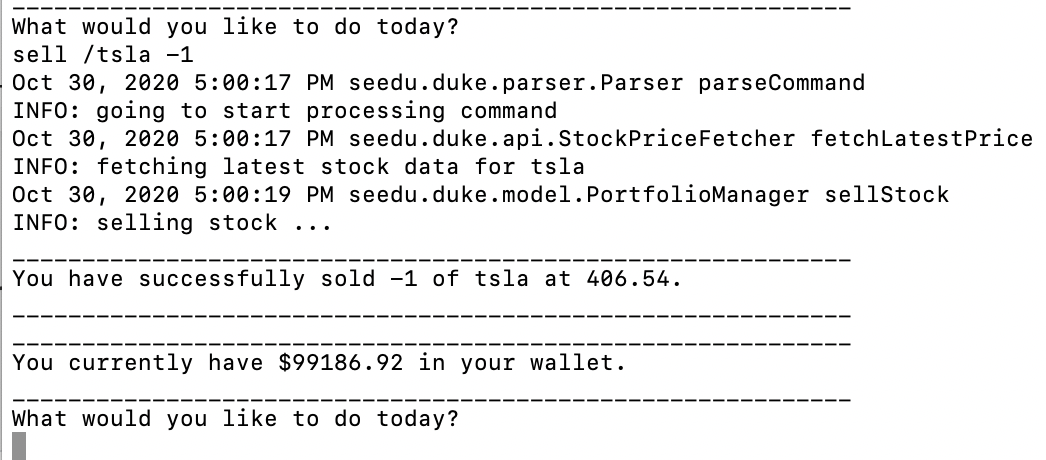 ____________________________________________________________
What would you like to do today?
sell /tsla -1
Oct 30, 2020 5:00:17 PM seedu.duke.parser.Parser parseCommand
INFO: going to start processing command
Oct 30, 2020 5:00:17 PM seedu.duke.api.StockPriceFetcher fetchLatestPrice
INFO: fetching latest stock data for tsla
Oct 30, 2020 5:00:19 PM seedu.duke.model.PortfolioManager sellStock
INFO: selling stock ...
____________________________________________________________
You have successfully sold -1 of tsla at 406.54.
____________________________________________________________
____________________________________________________________
You currently have $99186.92 in your wallet.
____________________________________________________________
What would you like to do today?